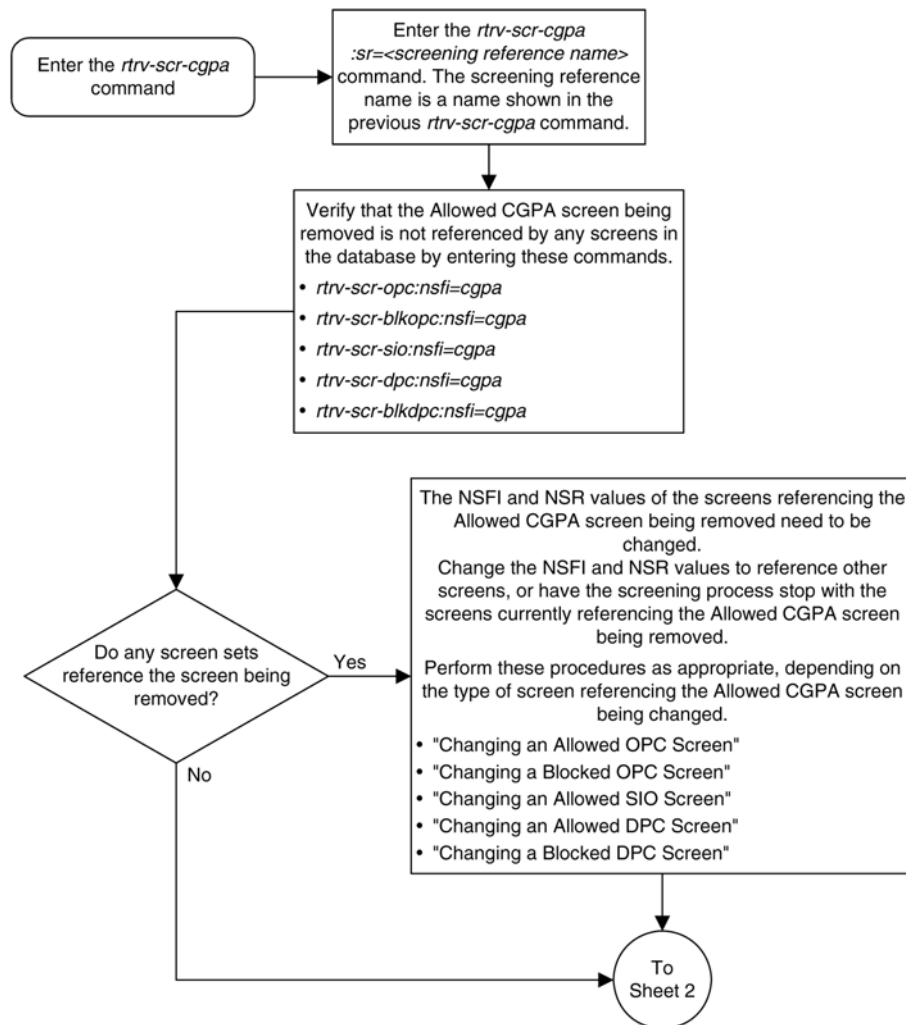 Enter the rtrv-scr-cgpa
command
Enter the rtrv-scr-cgpa
:sr=<screening reference name>
command. The screening reference
name is a name shown in the
previous rtrv-scr-cgpa command.
Verify that the Allowed CGPA screen being
removed is not referenced by any screens in
the database by entering these commands.
• rtrv-scr-opc:nsfi=cgpa
• rtrv-scr-blkopc:nsfi=cgpa
• rtrv-scr-sio:nsfi=cgpa
• rtrv-scr-dpc:nsfi=cgpa
• rtrv-scr-blkdpc:nsfi=cgpa
Do any screen sets
reference the screen being
removed?
Yes
No
The NSFI and NSR values of the screens referencing the
Allowed CGPA screen being removed need to be
changed.
Change the NSFI and NSR values to reference other
screens, or have the screening process stop with the
screens currently referencing the Allowed CGPA screen
being removed.
Perform these procedures as appropriate, depending on
the type of screen referencing the Allowed CGPA screen
being changed.
• "Changing an Allowed OPC Screen"
• "Changing a Blocked OPC Screen"
• "Changing an Allowed SIO Screen"
• "Changing an Allowed DPC Screen"
• "Changing a Blocked DPC Screen"
To
Sheet 2